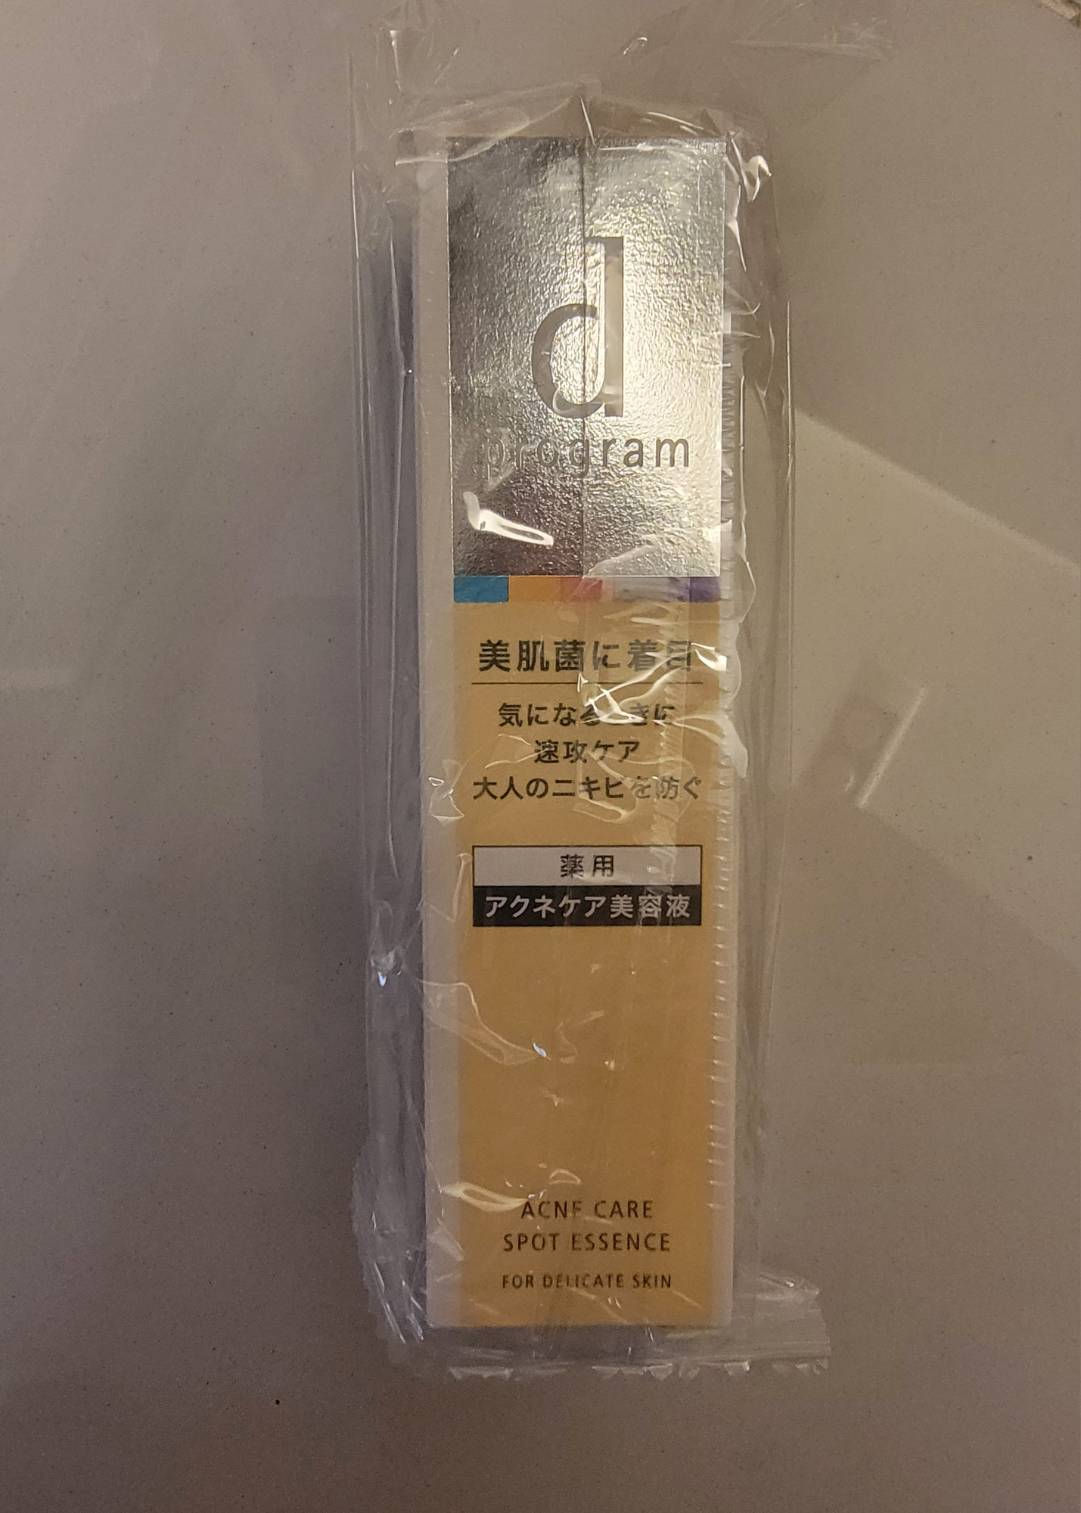 d
program
美肌菌に着目
気になるときに
速攻ケア
大人のニキビを防ぐ
薬用
アクネケア美容液
ACNE CARE
SPOT ESSENCE
FOR DELICATE SKIN